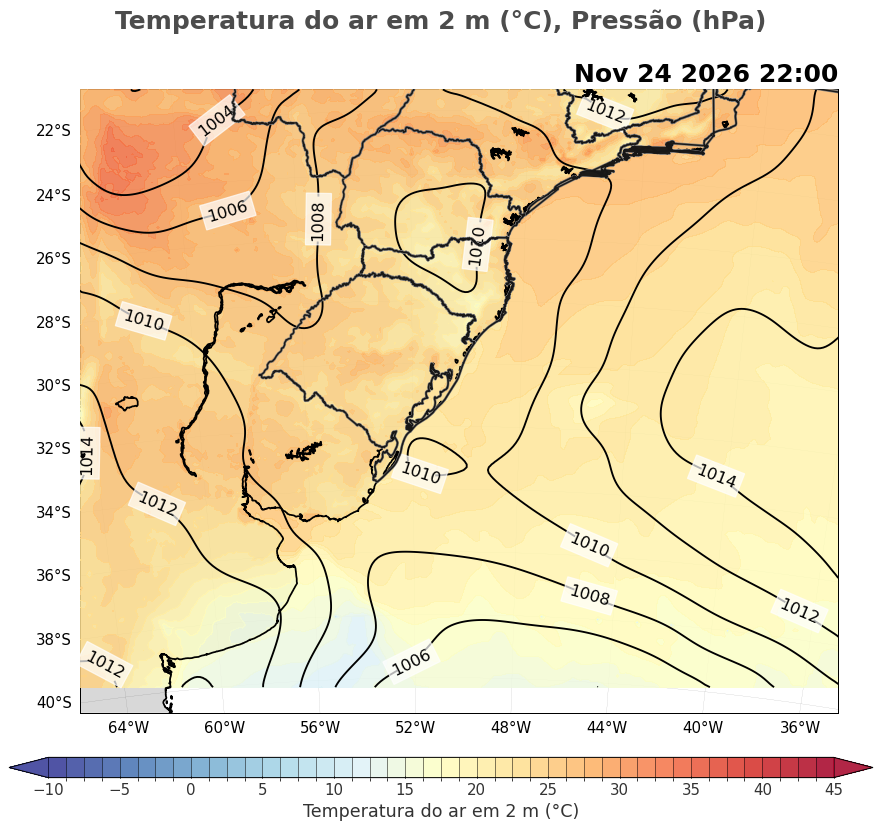 Temperatura do ar em 2 m (°C), Pressão (hPa)
Nov 24 2026 22:00
1004
1012
1006
1008
1010
1010
1014
1010
1014
1012
1010
1008
1012
1012
1006
22°S
24°S
26°S
28°S
30°S
32°S
34°S
36°S
38°S
40°S
64°W 60°W 56°W 52°W 48°W 44°W 40°W 36°W
−10 −5 0 5 10 15 20 25 30 35 40 45
Temperatura do ar em 2 m (°C)